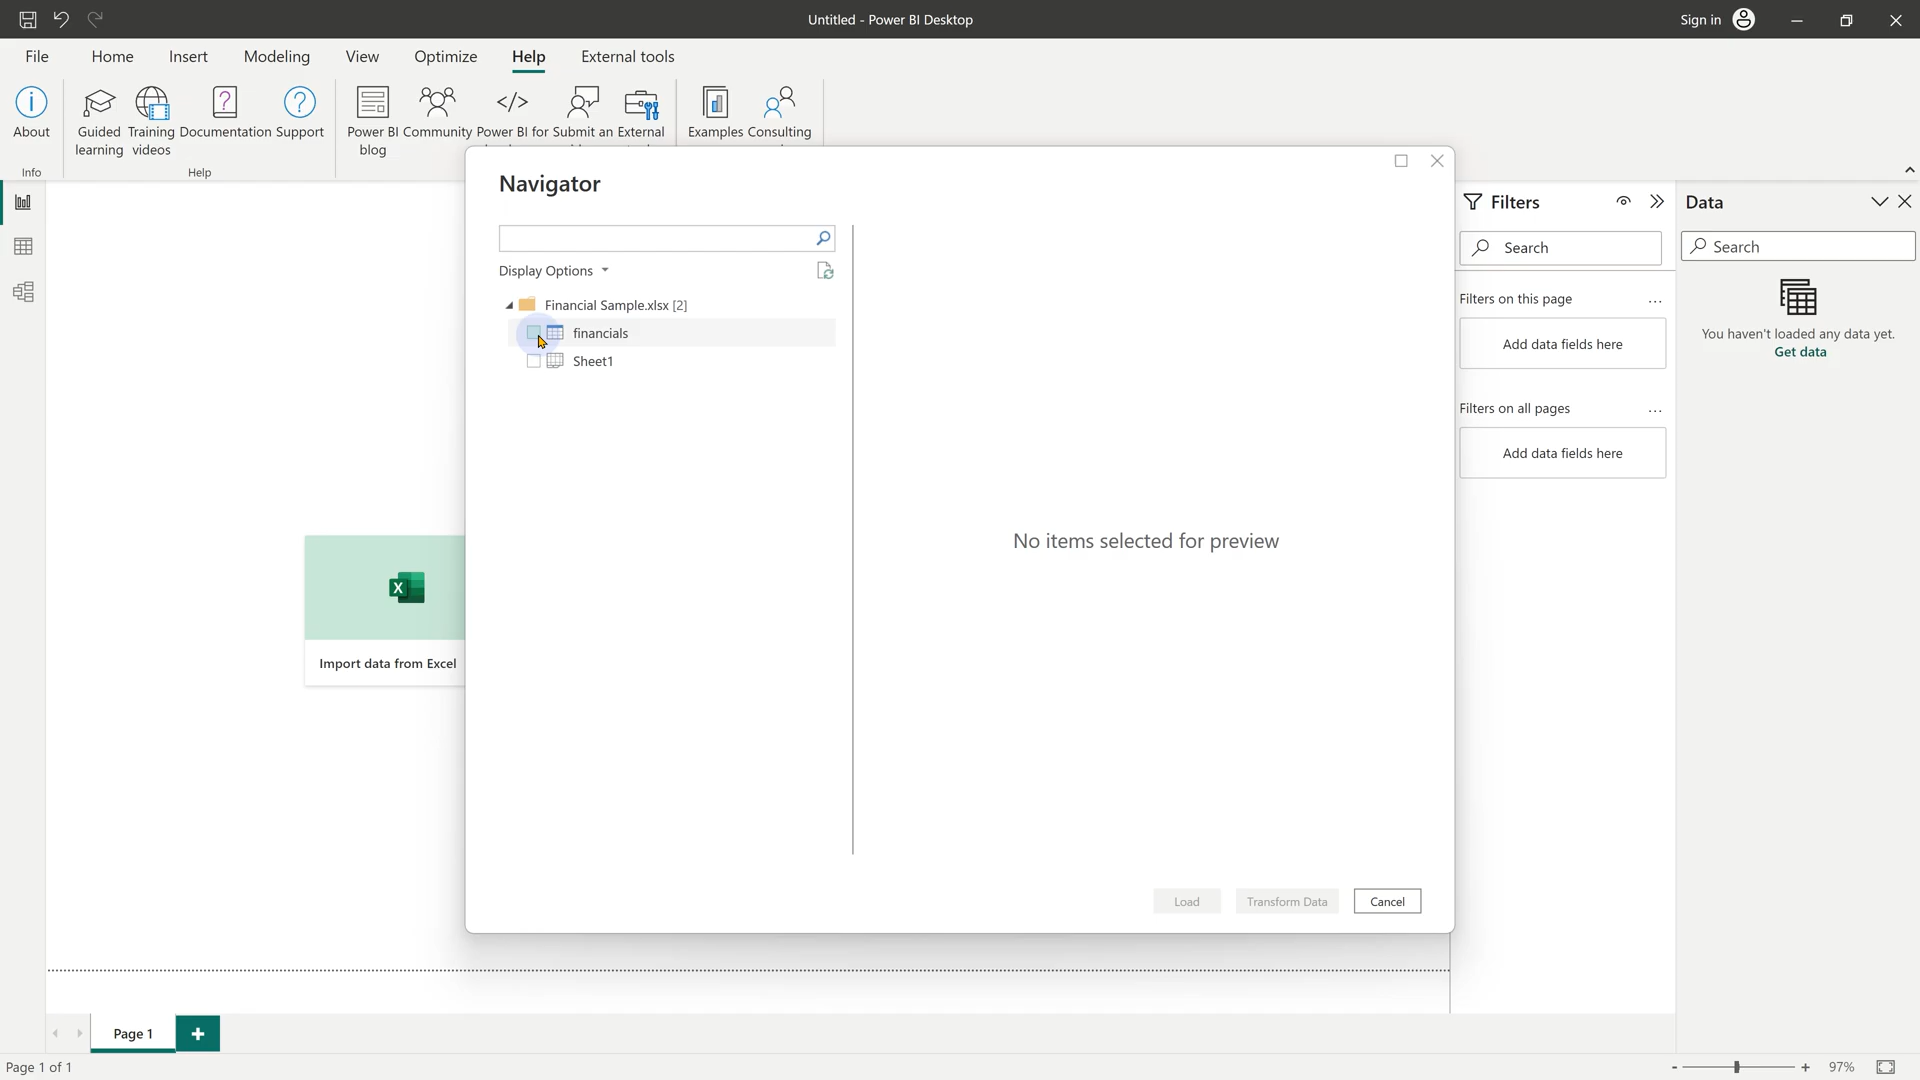 Untitled - Power BI Desktop
Sign in
File
Home
Insert
Modeling
View
Optimize
Help
External tools
About
Guided learning
Training videos
Documentation
Support
Power BI blog
Community
Power BI for
Submit an
External
Examples
Consulting
Info
Help
Navigator
Display Options
Financial Sample.xlsx [2]
financials
Sheet1
No items selected for preview
Load
Transform Data
Cancel
X
Import data from Excel
Filters
Search
Filters on this page
...
Add data fields here
Filters on all pages
...
Add data fields here
Data
Search
You haven't loaded any data yet.
Get data
Page 1
+
Page 1 of 1
-
+
97%